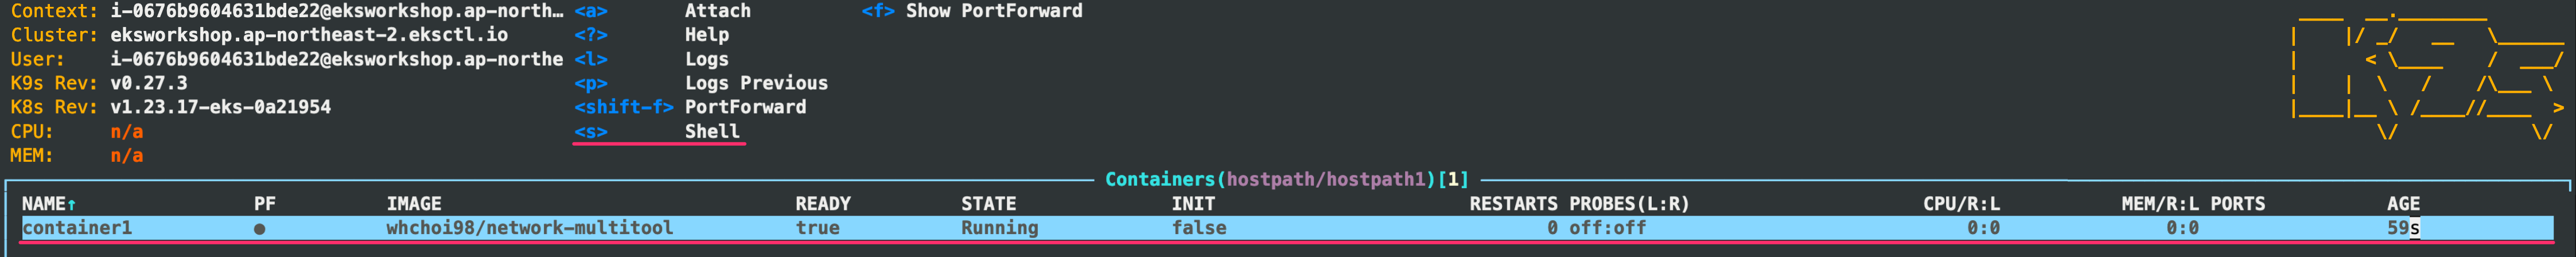 Context: i-0676b9604631bde22@eksworkshop.ap-north… <a> Attach <f> Show PortForward
Cluster: eksworkshop.ap-northeast-2.eksctl.io <?> Help
User: i-0676b9604631bde22@eksworkshop.ap-northe <l> Logs
K9s Rev: v0.27.3 <p> Logs Previous
K8s Rev: v1.23.17-eks-0a21954 <shift-f> PortForward
CPU: n/a <s> Shell
MEM: n/a
Containers(hostpath/hostpath1)[1]
NAME↑ PF IMAGE READY STATE INIT RESTARTS PROBES(L:R) CPU/R:L MEM/R:L PORTS AGE
container1 ● whchoi98/network-multitool true Running false 0 off:off 0:0 0:0 59s